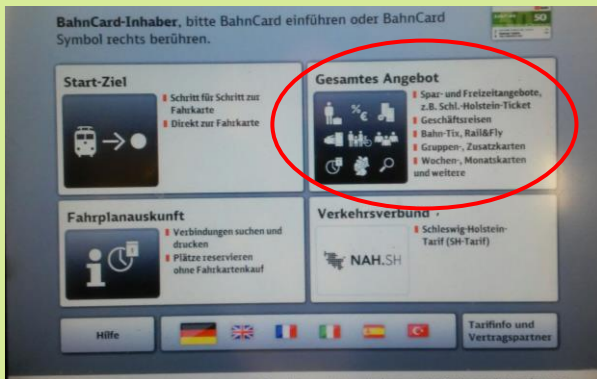 BahnCard-Inhaber, bitte BahnCard einführen oder BahnCard
Symbol rechts berühren.
Start-Ziel
Schritt für Schritt zur
Fahrkarte
Direkt zur Fahrkarte
Gesamtes Angebot
Spar- und Freizeitangebote,
z.B. Schl.-Holstein-Ticket
Geschäftsreisen
Bahn-Tix, Rail&Fly
Gruppen-, Zusatzkarten
Wochen-, Monatskarten
und weitere
Fahrplanauskunft
Verbindungen suchen und
drucken
Plätze reservieren
ohne Fahrkartenkauf
Verkehrsverbund
Schleswig-Holstein-
Tarif (SH-Tarif)
NAH.SH
Hilfe
Tarifinfo und
Vertragspartner